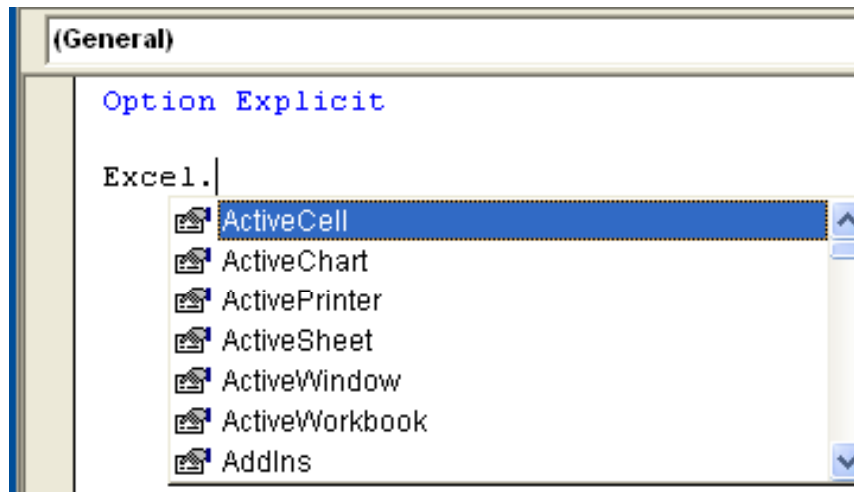 (General)
Option Explicit
Excel.
ActiveCell
ActiveChart
ActivePrinter
ActiveSheet
ActiveWindow
ActiveWorkbook
AddIns